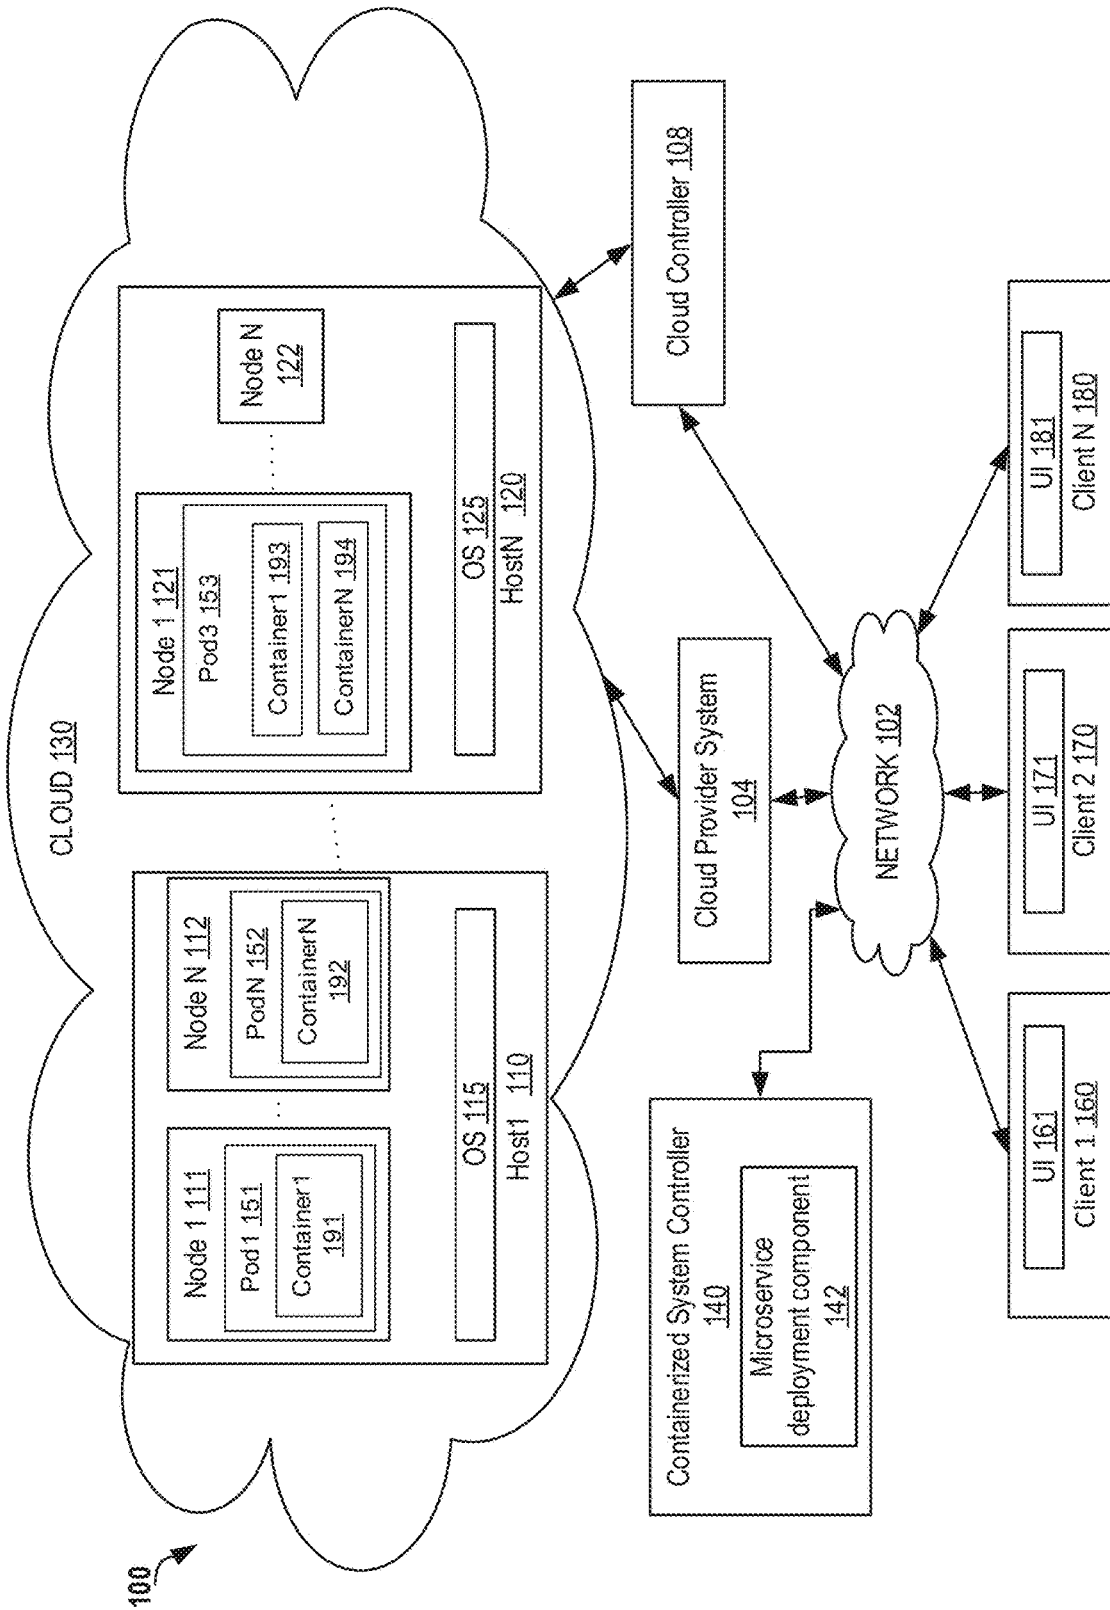 100
CLOUD 130
Node 1 111
Pod1 151
Container1
191
Node N 112
PodN 152
ContainerN
192
OS 115
Host1 110
Node 1 121
Pod3 153
Container1 193
ContainerN 194
Node N
122
OS 125
HostN 120
Containerized System Controller
140
Microservice
deployment component
142
Cloud Provider System
104
Cloud Controller 108
NETWORK 102
UI 161
Client 1 160
UI 171
Client 2 170
UI 181
Client N 180